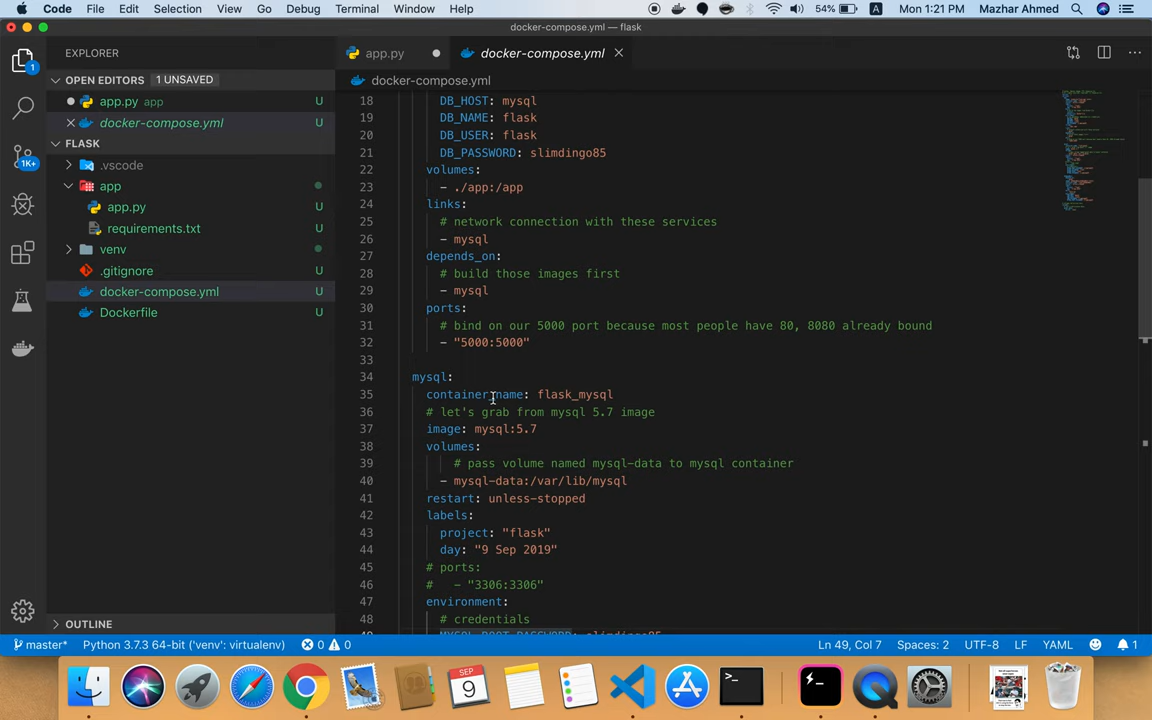 Code File Edit Selection View Go Debug Terminal Window Help 54% A Mon 1:21 PM Mazhar Ahmed
docker-compose.yml — flask
EXPLORER
app.py
docker-compose.yml
OPEN EDITORS 1 UNSAVED
docker-compose.yml
app.py app U
docker-compose.yml U
FLASK
.vscode
app
app.py U
requirements.txt U
venv
.gitignore U
docker-compose.yml U
Dockerfile U
OUTLINE
1
1K+
18 DB_HOST: mysql
19 DB_NAME: flask
20 DB_USER: flask
21 DB_PASSWORD: slimdingo85
22 volumes:
23 - ./app:/app
24 links:
25 # network connection with these services
26 - mysql
27 depends_on:
28 # build those images first
29 - mysql
30 ports:
31 # bind on our 5000 port because most people have 80, 8080 already bound
32 - "5000:5000"
33
34 mysql:
35 container_name: flask_mysql
36 # let's grab from mysql 5.7 image
37 image: mysql:5.7
38 volumes:
39 # pass volume named mysql-data to mysql container
40 - mysql-data:/var/lib/mysql
41 restart: unless-stopped
42 labels:
43 project: "flask"
44 day: "9 Sep 2019"
45 # ports:
46 # - "3306:3306"
47 environment:
48 # credentials
49 MYSQL_ROOT_PASSWORD: slimdingo85
master* Python 3.7.3 64-bit ('venv': virtualenv) 0 0 Ln 49, Col 7 Spaces: 2 UTF-8 LF YAML 1
SEP
9